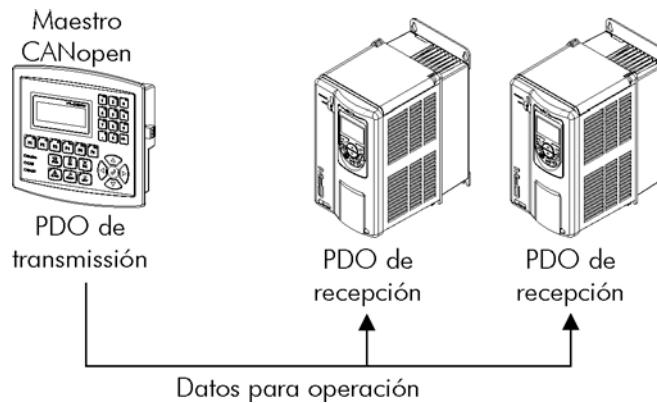 Maestro
CANopen
PDO de
transmissión
PDO de
recepción
PDO de
recepción
Datos para operación